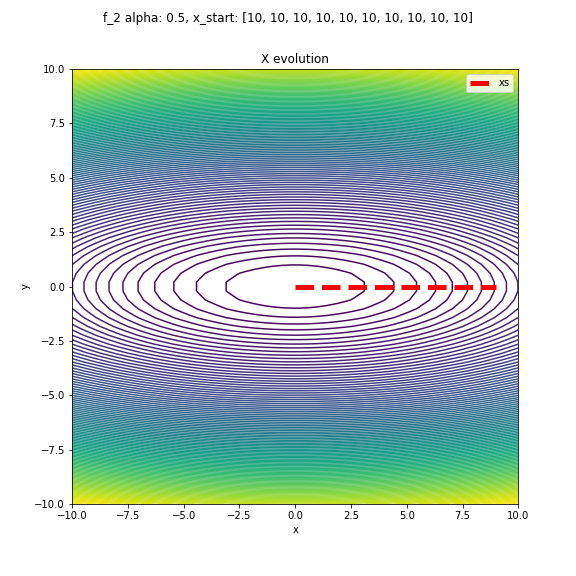 f_2 alpha: 0.5, x_start: [10, 10, 10, 10, 10, 10, 10, 10, 10, 10]
X evolution
xs
10.0
7.5
5.0
2.5
0.0
−2.5
−5.0
−7.5
−10.0
y
−10.0 −7.5 −5.0 −2.5 0.0 2.5 5.0 7.5 10.0
x